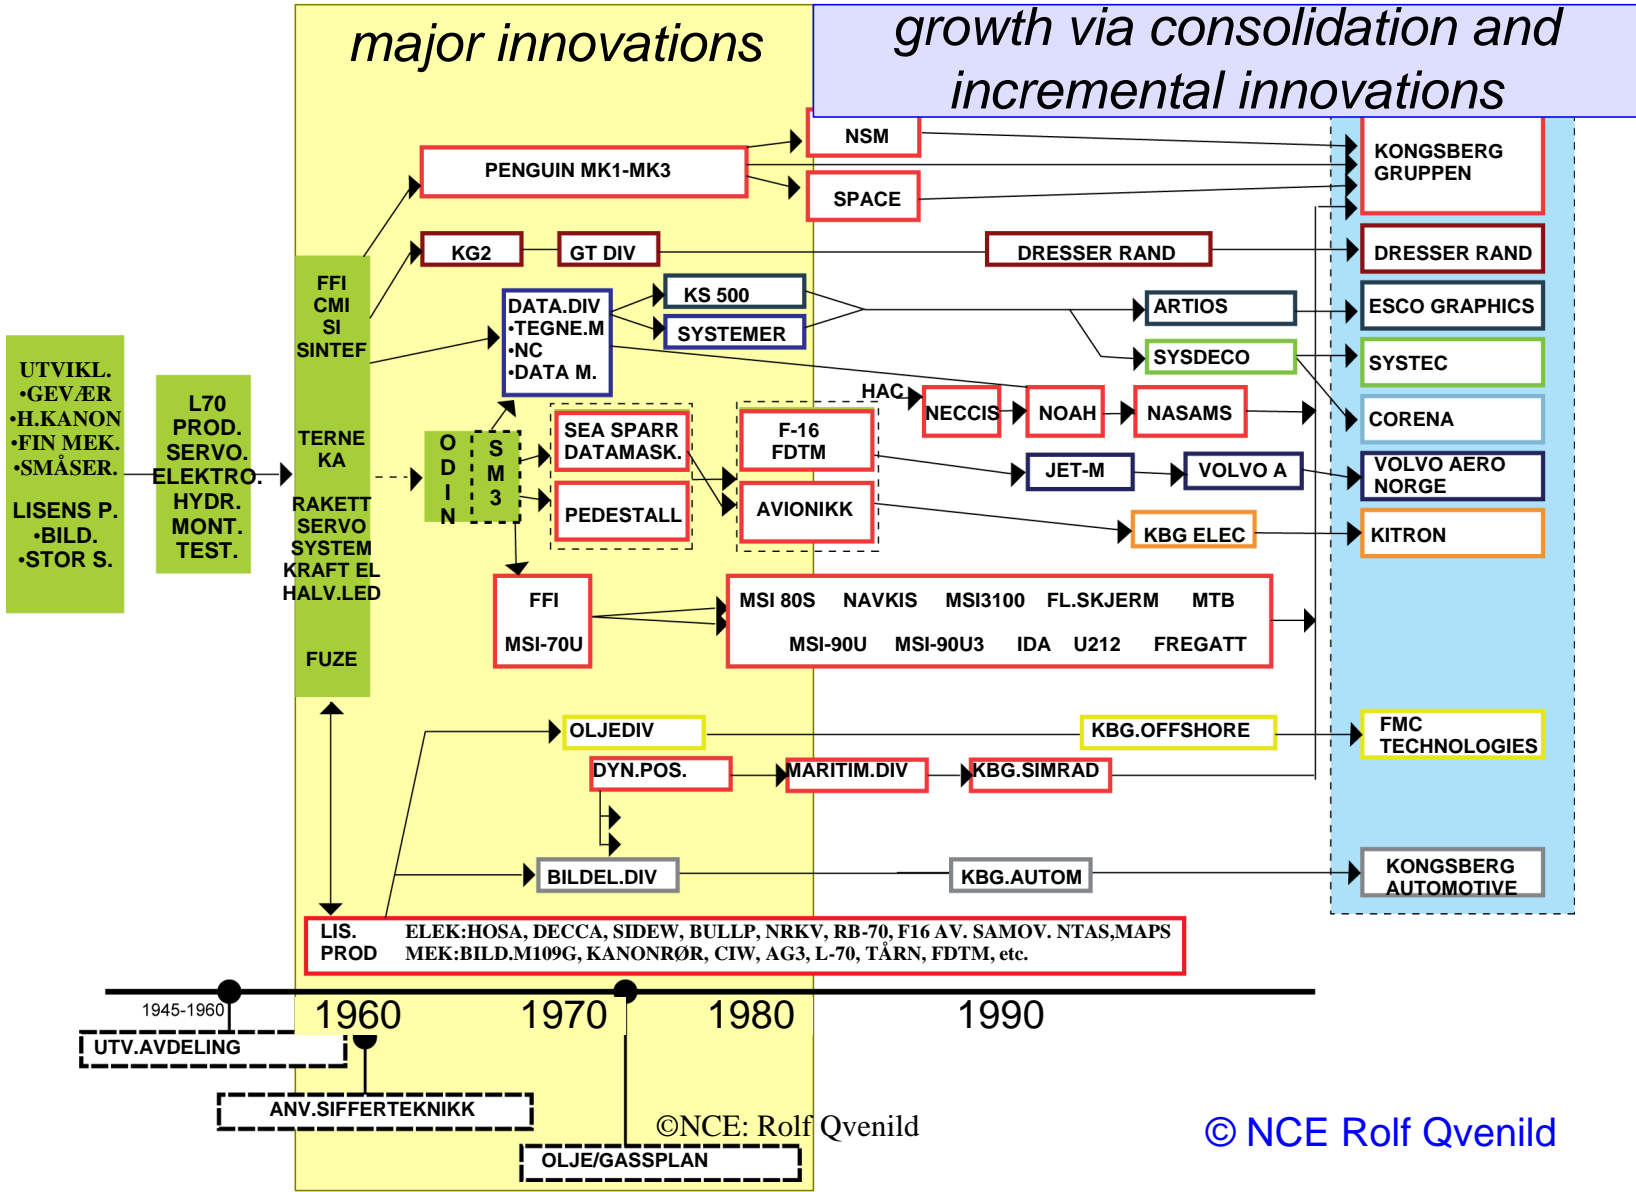 major innovations
growth via consolidation and
incremental innovations
NSM
PENGUIN MK1-MK3
SPACE
KONGSBERG
GRUPPEN
KG2
GT DIV
DRESSER RAND
DRESSER RAND
FFI
CMI
SI
SINTEF
TERNE
KA
RAKETT
SERVO
SYSTEM
KRAFT EL
HALV.LED
FUZE
DATA.DIV
•TEGNE.M
•NC
•DATA M.
KS 500
SYSTEMER
ARTIOS
ESCO GRAPHICS
SYSDECO
SYSTEC
UTVIKL.
•GEVÆR
•H.KANON
•FIN MEK.
•SMÅSER.
LISENS P.
•BILD.
•STOR S.
L70
PROD.
SERVO.
ELEKTRO.
HYDR.
MONT.
TEST.
HAC
NECCIS
NOAH
NASAMS
CORENA
O
D
I
N
S
M
3
SEA SPARR
DATAMASK.
PEDESTALL
F-16
FDTM
AVIONIKK
JET-M
VOLVO A
VOLVO AERO
NORGE
KBG ELEC
KITRON
FFI
MSI-70U
MSI 80S NAVKIS MSI3100 FL.SKJERM MTB
MSI-90U MSI-90U3 IDA U212 FREGATT
OLJEDIV
KBG.OFFSHORE
FMC
TECHNOLOGIES
DYN.POS.
MARITIM.DIV
KBG.SIMRAD
BILDEL.DIV
KBG.AUTOM
KONGSBERG
AUTOMOTIVE
LIS. ELEK:HOSA, DECCA, SIDEW, BULLP, NRKV, RB-70, F16 AV. SAMOV. NTAS,MAPS
PROD MEK:BILD.M109G, KANONRØR, CIW, AG3, L-70, TÅRN, FDTM, etc.
1945-1960
1960
1970
1980
1990
UTV.AVDELING
ANV.SIFFERTEKNIKK
OLJE/GASSPLAN
©NCE: Rolf Qvenild
© NCE Rolf Qvenild